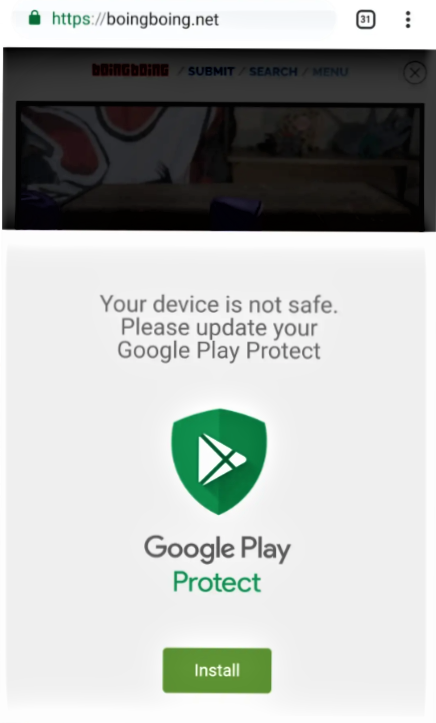 https://boingboing.net 31
boingboing / SUBMIT / SEARCH / MENU
Your device is not safe.
Please update your
Google Play Protect
Google Play
Protect
Install